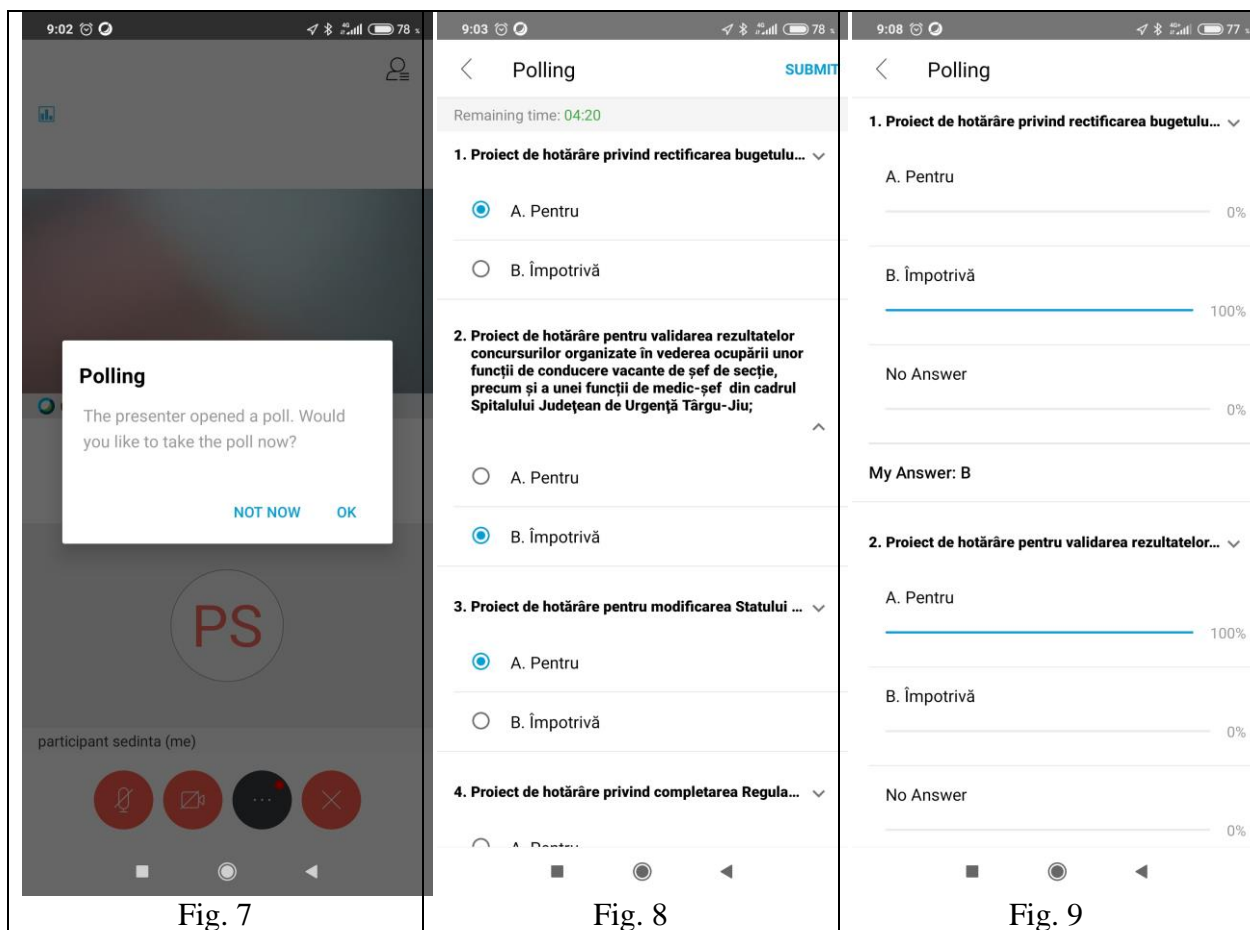 9:02
78
Polling
The presenter opened a poll. Would
you like to take the poll now?
NOT NOW OK
PS
participant sedinta (me)
Fig. 7
9:03
4G
78
Polling SUBMIT
Remaining time: 04:20
1. Proiect de hotărâre privind rectificarea bugetulu...
A. Pentru
B. Împotrivă
2. Proiect de hotărâre pentru validarea rezultatelor
concursurilor organizate în vederea ocupării unor
funcții de conducere vacante de șef de secție,
precum și a unei funcții de medic-șef din cadrul
Spitalului Județean de Urgență Târgu-Jiu;
A. Pentru
B. Împotrivă
3. Proiect de hotărâre pentru modificarea Statului ...
A. Pentru
B. Împotrivă
4. Proiect de hotărâre privind completarea Regula...
A. Pentru
Fig. 8
9:08
77
Polling
1. Proiect de hotărâre privind rectificarea bugetulu...
A. Pentru
0%
B. Împotrivă
100%
No Answer
0%
My Answer: B
2. Proiect de hotărâre pentru validarea rezultatelor...
A. Pentru
100%
B. Împotrivă
0%
No Answer
0%
Fig. 9